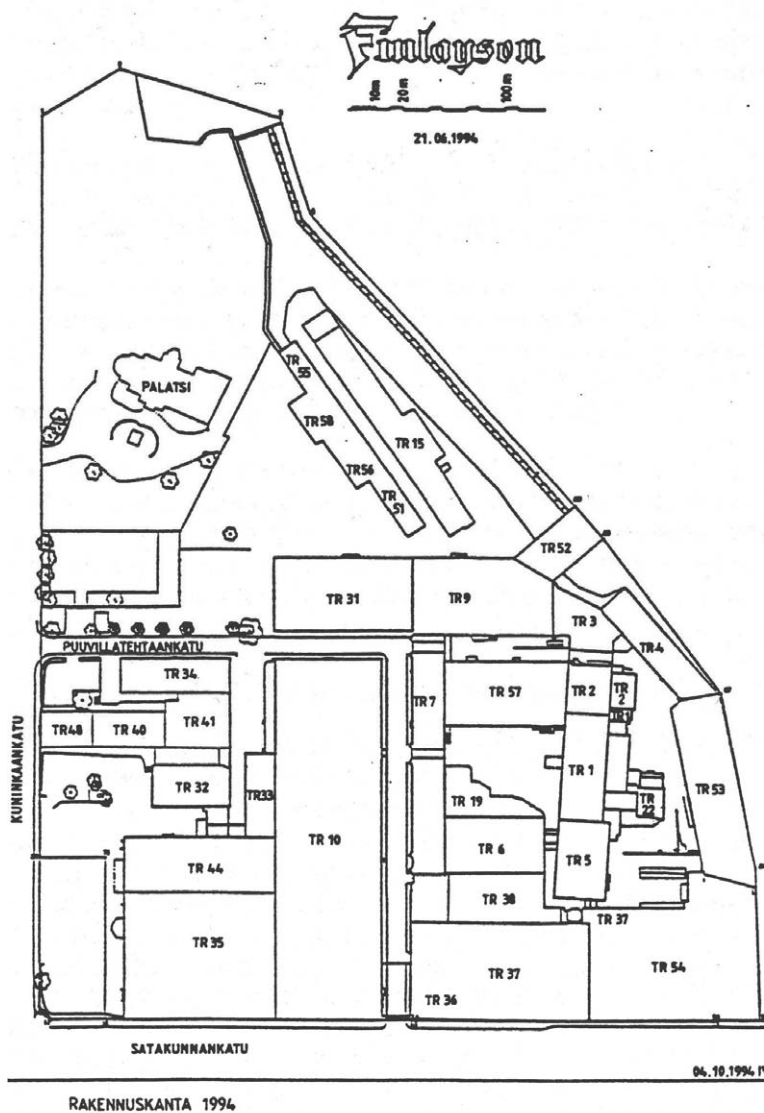 Finlayson
10m 20m 100m
21.06.1994
TR 55
PALATSI
TR 58
TR 15
TR 56
TR 51
TR 52
TR 31
TR 9
TR 3
TR 4
PUUVILLATEHTAANKATU
TR 34
TR 7
TR 57
TR 2
TR 2
TR 1
TR 48
TR 40
TR 41
KUNINKAANKATU
TR 32
TR 33
TR 10
TR 19
TR 1
TR 22
TR 53
TR 6
TR 5
TR 44
TR 38
TR 37
TR 35
TR 37
TR 54
TR 36
SATAKUNNANKATU
04.10.1994
RAKENNUSKANTA 1994